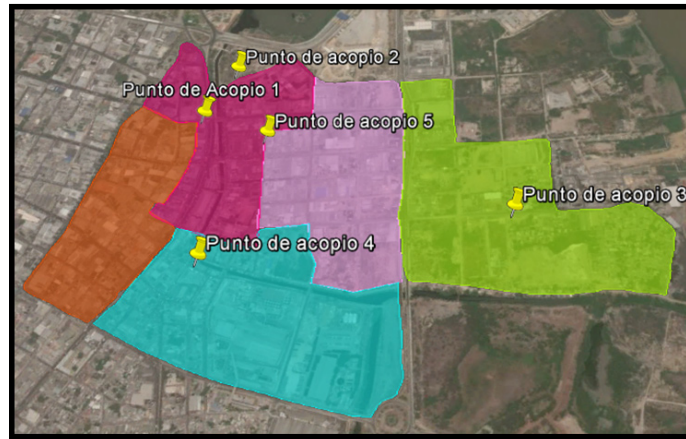 Punto de acopio 2
Punto de Acopio 1
Punto de acopio 5
Punto de acopio 3
Punto de acopio 4